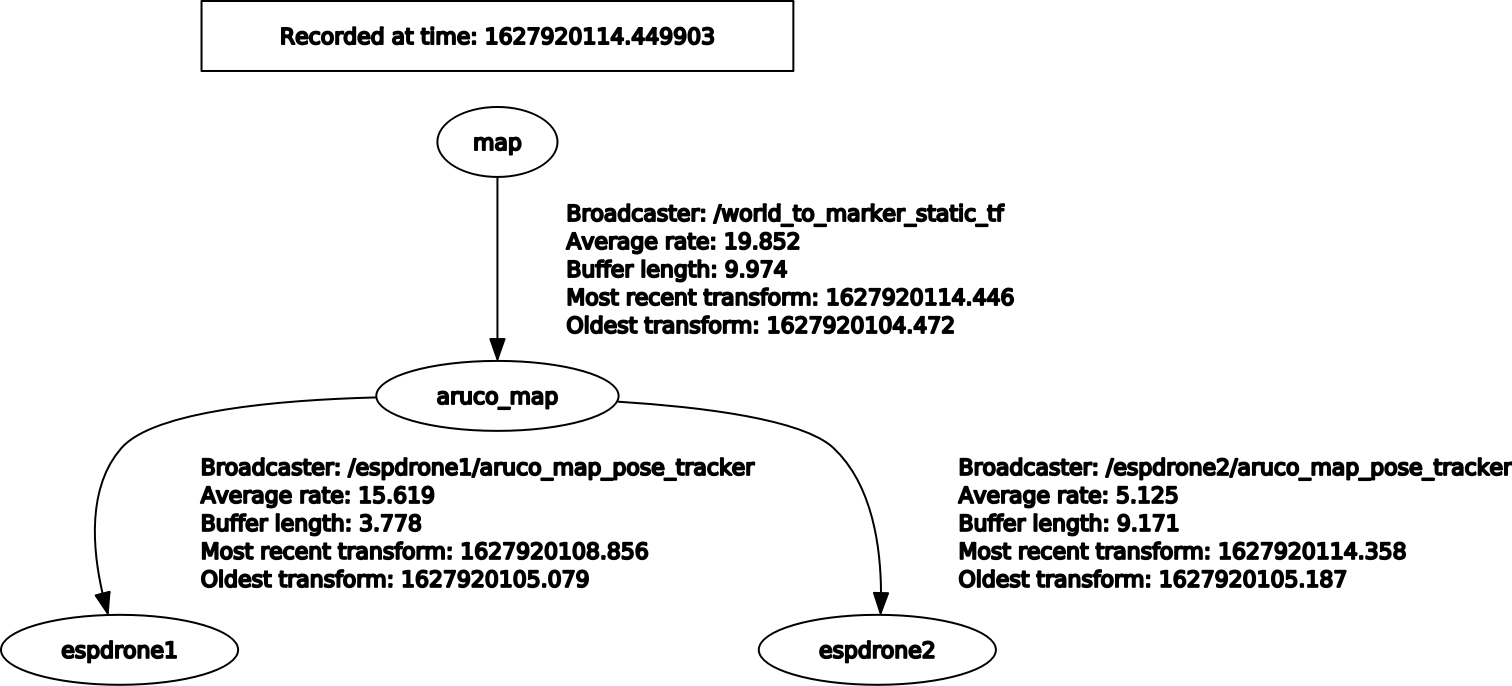 Recorded at time: 1627920114.449903
map
Broadcaster: /world_to_marker_static_tf
Average rate: 19.852
Buffer length: 9.974
Most recent transform: 1627920114.446
Oldest transform: 1627920104.472
aruco_map
Broadcaster: /espdrone1/aruco_map_pose_tracker
Average rate: 15.619
Buffer length: 3.778
Most recent transform: 1627920108.856
Oldest transform: 1627920105.079
Broadcaster: /espdrone2/aruco_map_pose_tracker
Average rate: 5.125
Buffer length: 9.171
Most recent transform: 1627920114.358
Oldest transform: 1627920105.187
espdrone1
espdrone2